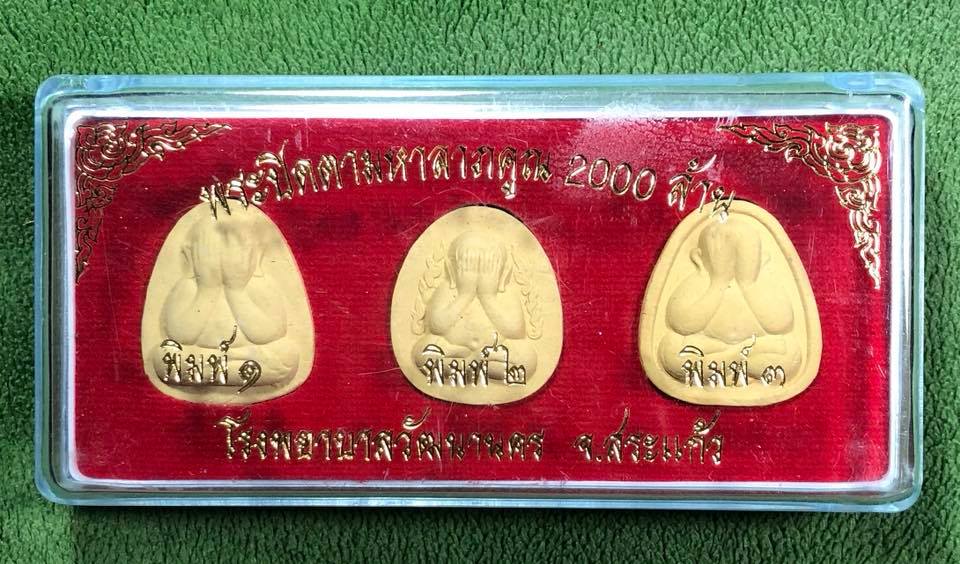 พระปิดตามหาลาภคูณ 2000 ล้าน
พิมพ์ ๑
พิมพ์ ๒
พิมพ์ ๓
โรงพยาบาลวัฒนานคร จ.สระแก้ว